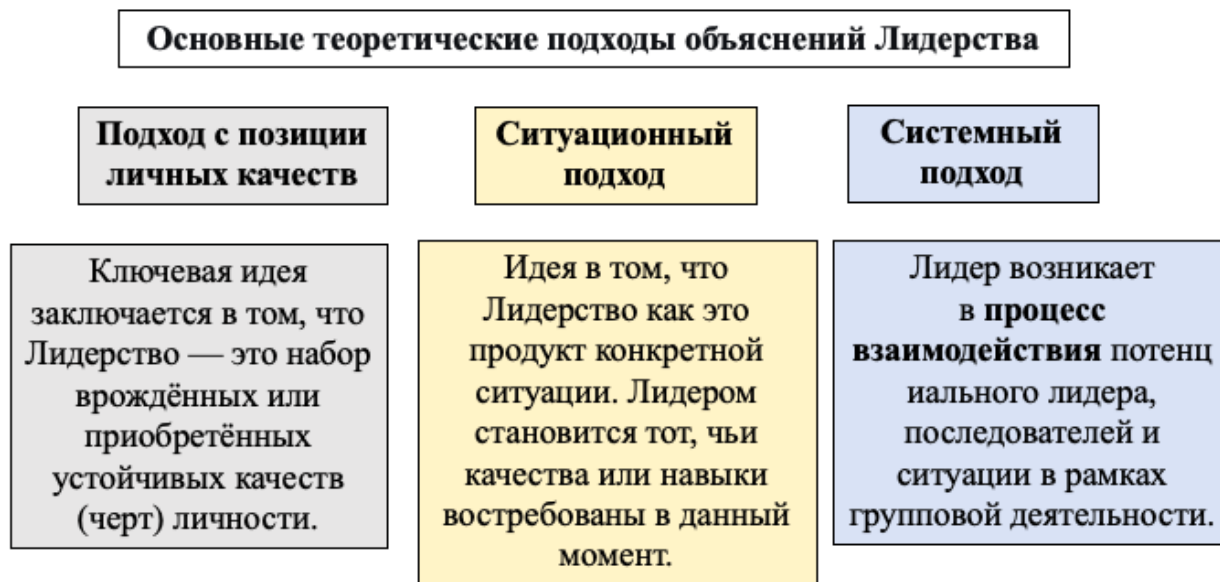 Основные теоретические подходы объяснений Лидерства
Подход с позиции
личных качеств
Ситуационный
подход
Системный
подход
Ключевая идея
заключается в том, что
Лидерство — это набор
врождённых или
приобретённых
устойчивых качеств
(черт) личности.
Идея в том, что
Лидерство как это
продукт конкретной
ситуации. Лидером
становится тот, чьи
качества или навыки
востребованы в данный
момент.
Лидер возникает
в процесс
взаимодействия потенц
иального лидера,
последователей и
ситуации в рамках
групповой деятельности.